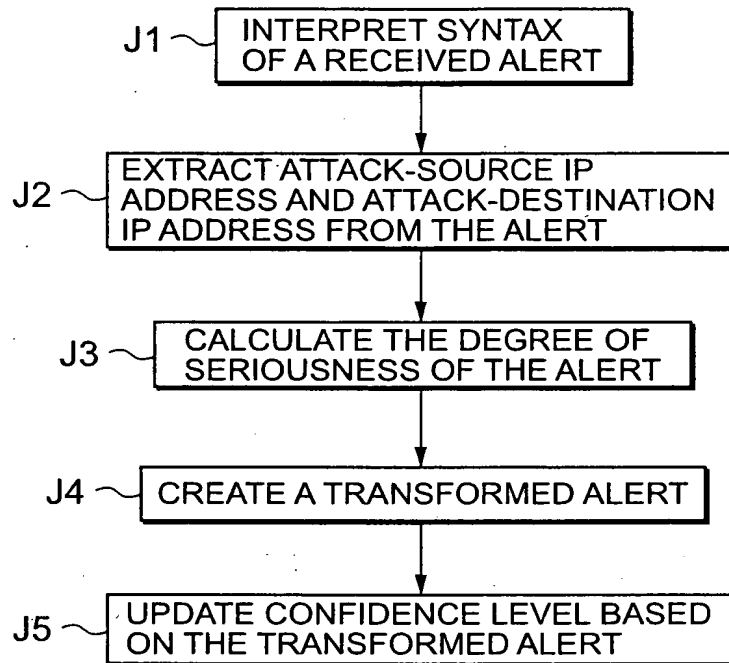 J1
INTERPRET SYNTAX
OF A RECEIVED ALERT
J2
EXTRACT ATTACK-SOURCE IP
ADDRESS AND ATTACK-DESTINATION
IP ADDRESS FROM THE ALERT
J3
CALCULATE THE DEGREE OF
SERIOUSNESS OF THE ALERT
J4
CREATE A TRANSFORMED ALERT
J5
UPDATE CONFIDENCE LEVEL BASED
ON THE TRANSFORMED ALERT